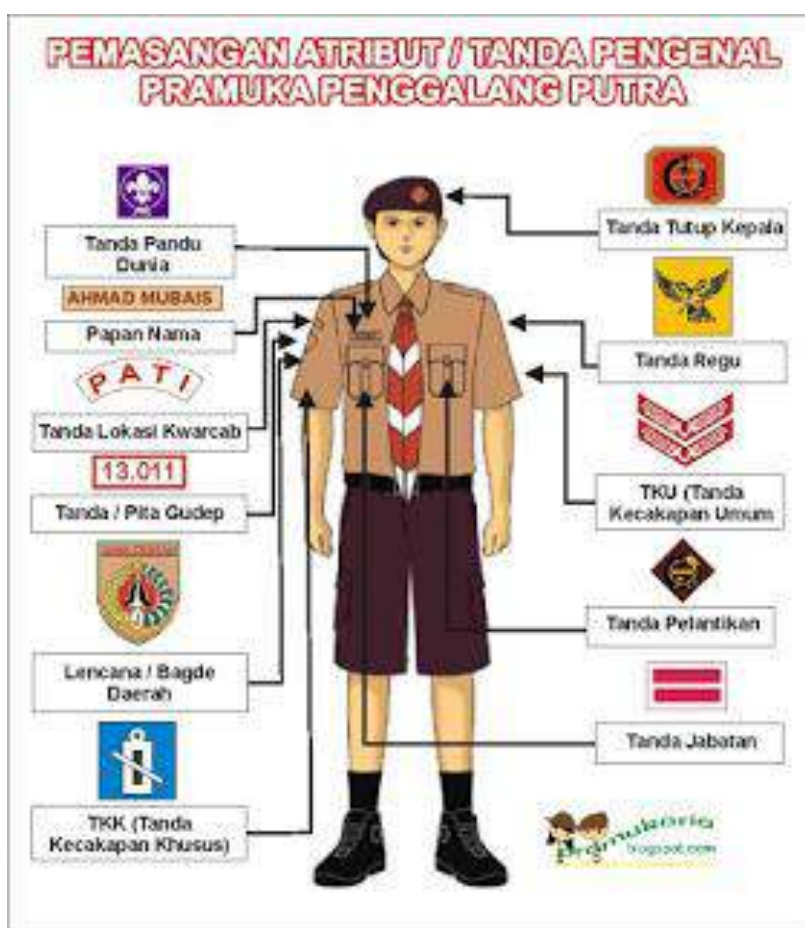 PEMASANGAN ATRIBUT / TANDA PENGENAL
PRAMUKA PENGGALANG PUTRA
Tanda Pandu
Dunia
AHMAD MUBAIS
Papan Nama
PATI
Tanda Lokasi Kwarcab
13.011
Tanda / Pita Gudep
Lencana / Bagde
Daerah
TKK (Tanda
Kecakapan Khusus)
Tanda Tutup Kepala
Tanda Regu
TKU (Tanda
Kecakapan Umum
Tanda Pelantikan
Tanda Jabatan
blogspot.com